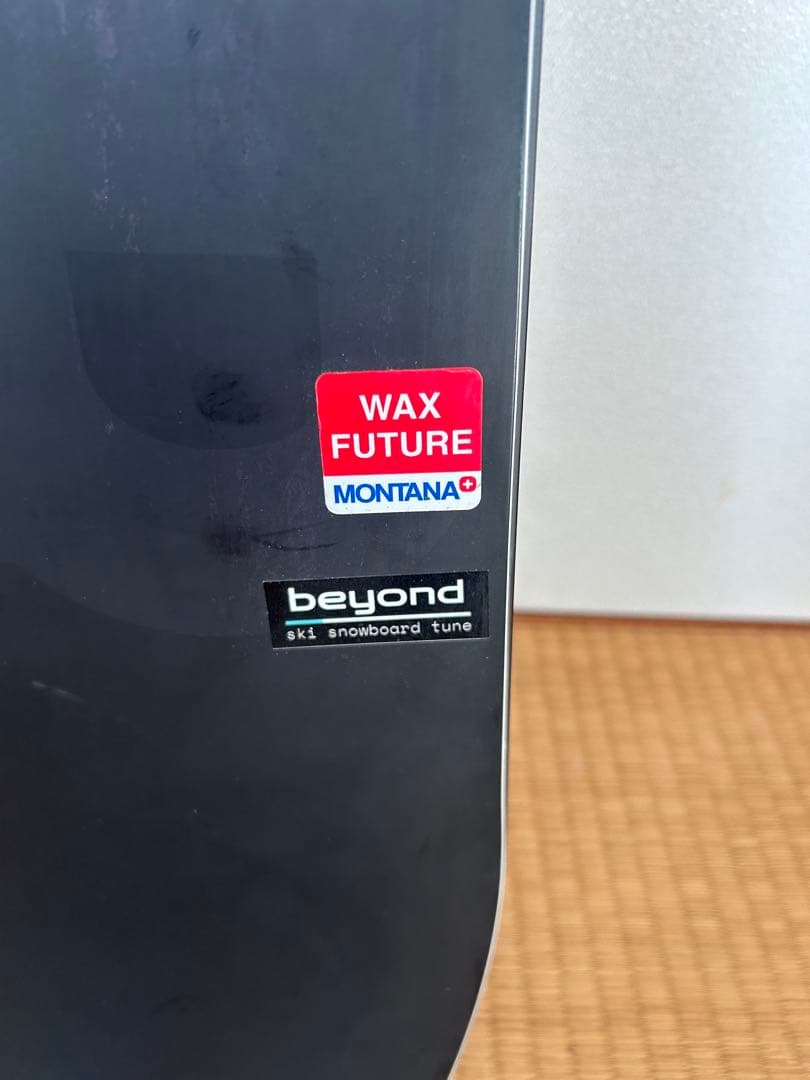 WAX
FUTURE
MONTANA
beyond
ski snowboard tune